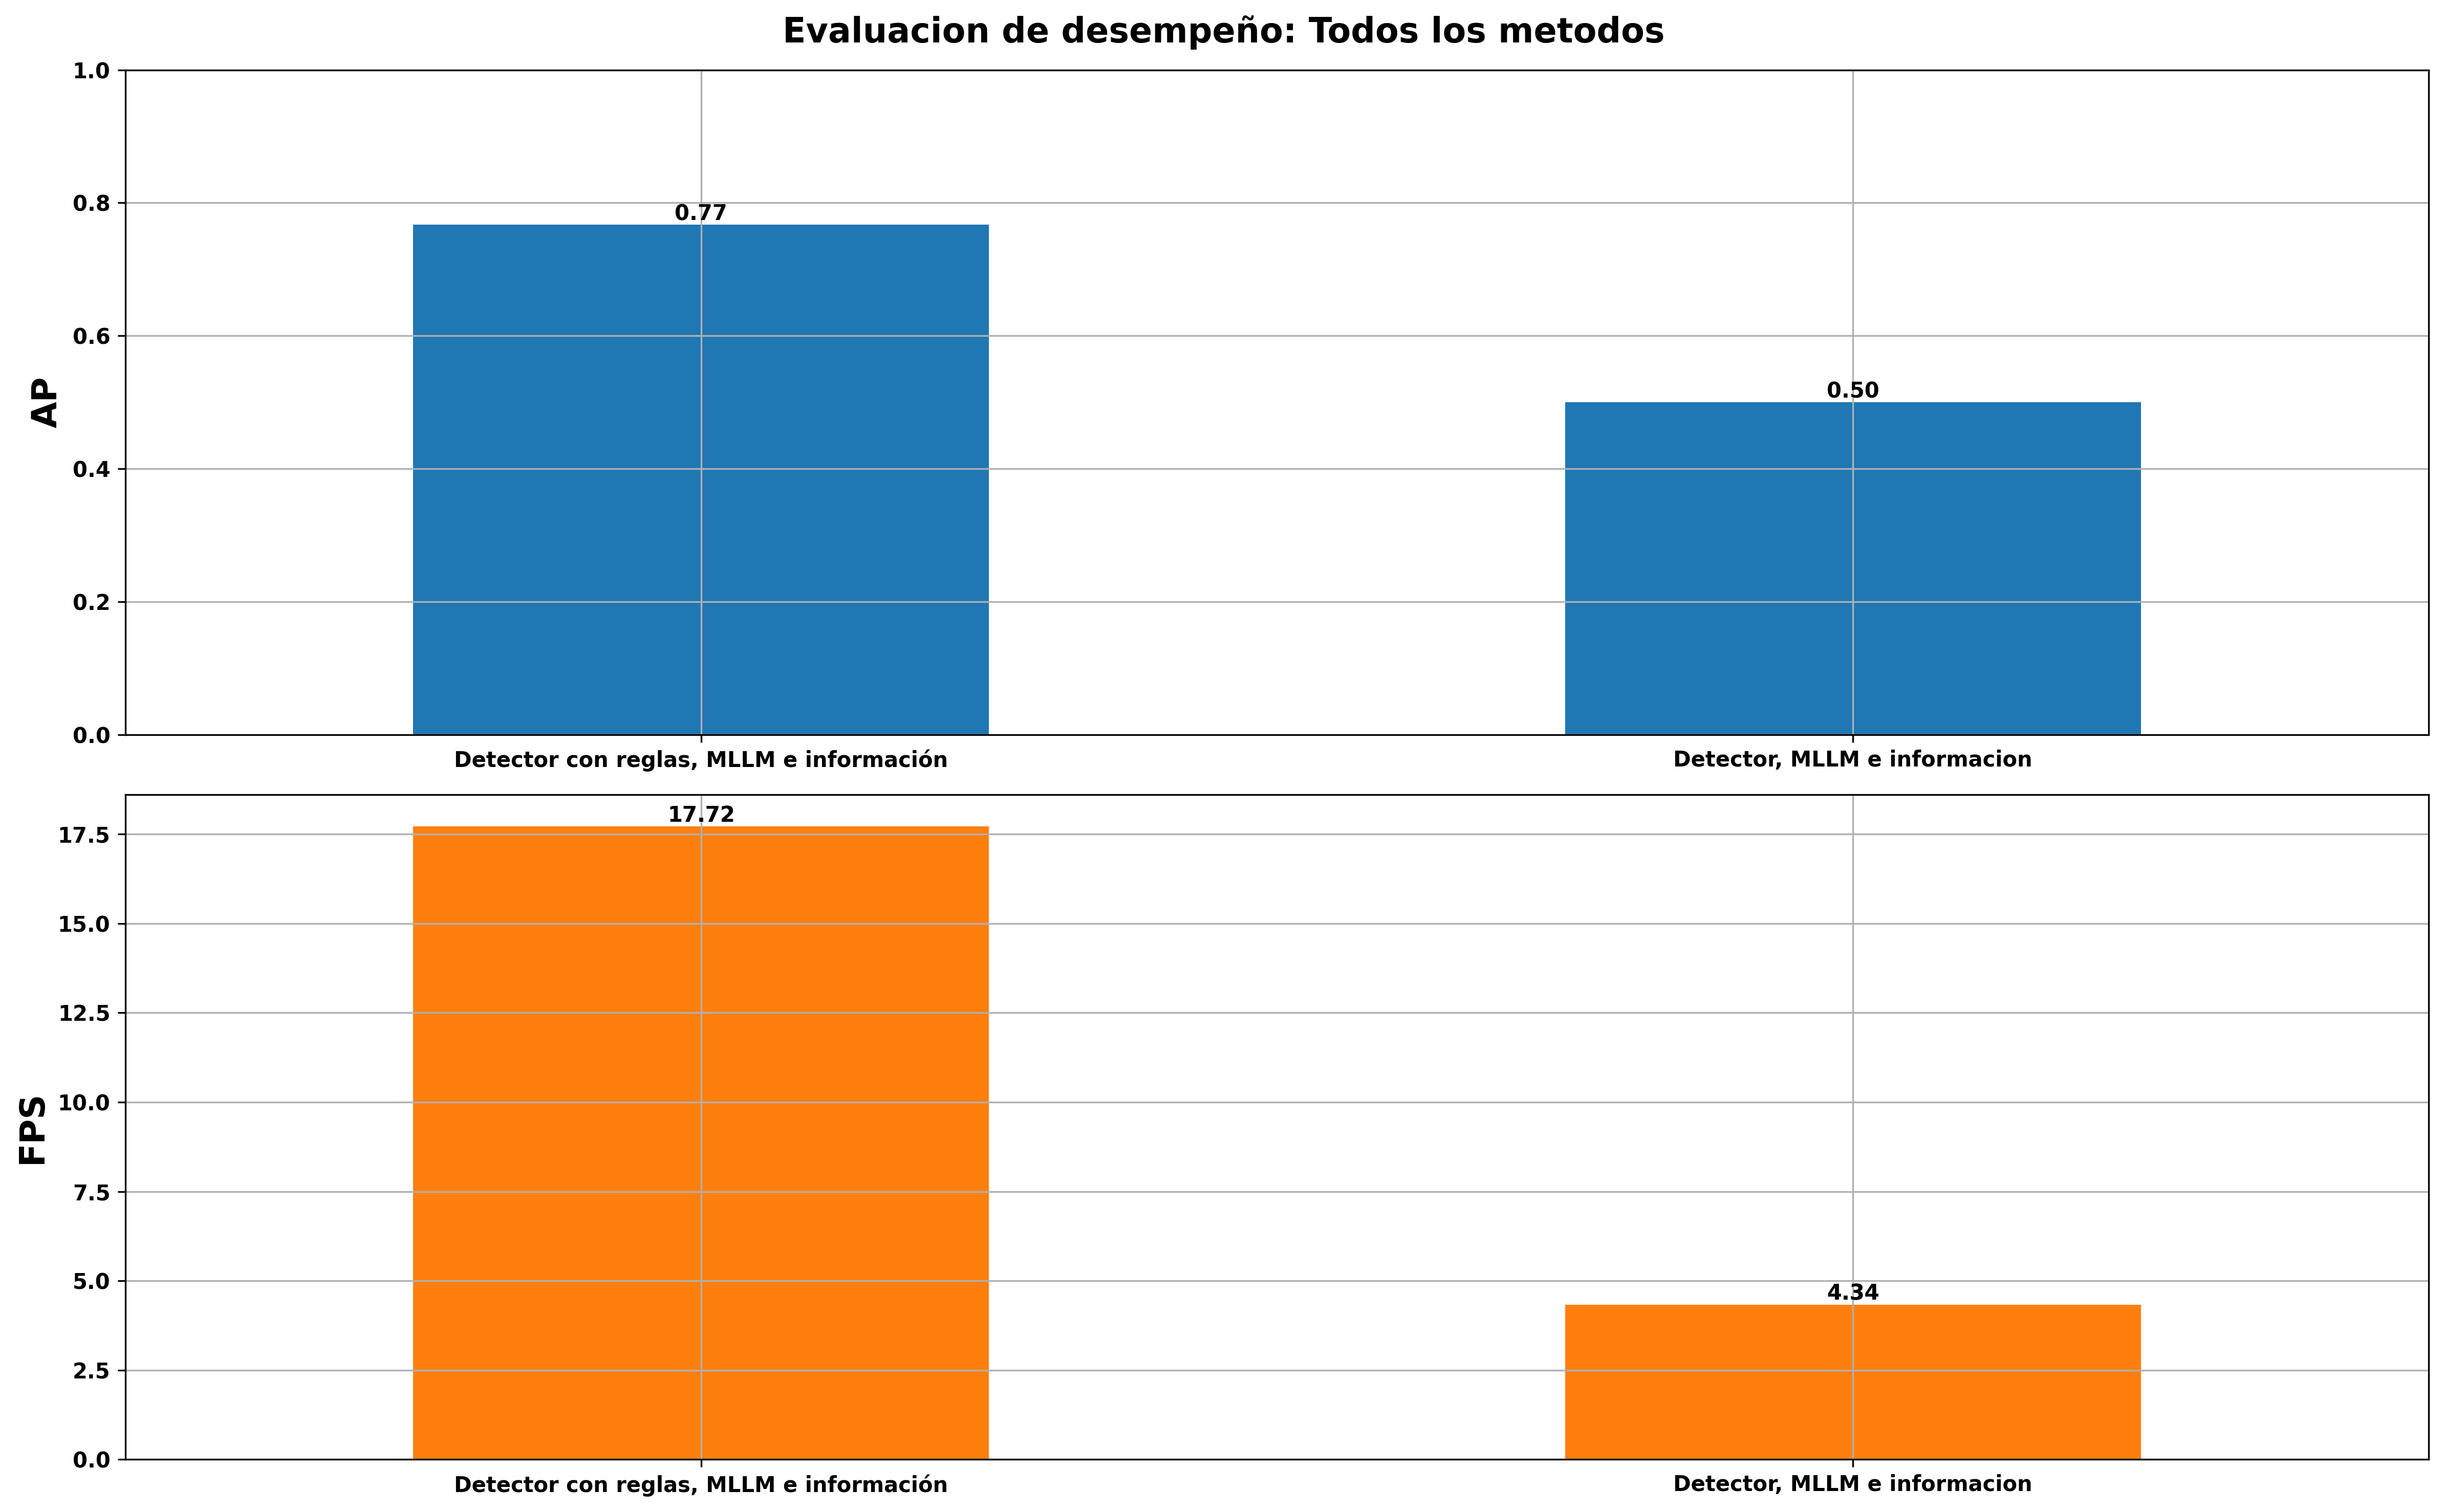 Evaluacion de desempeño: Todos los metodos
AP
1.0
0.8
0.6
0.4
0.2
0.0
0.77
0.50
Detector con reglas, MLLM e información
Detector, MLLM e informacion
FPS
17.5
15.0
12.5
10.0
7.5
5.0
2.5
0.0
17.72
4.34
Detector con reglas, MLLM e información
Detector, MLLM e informacion